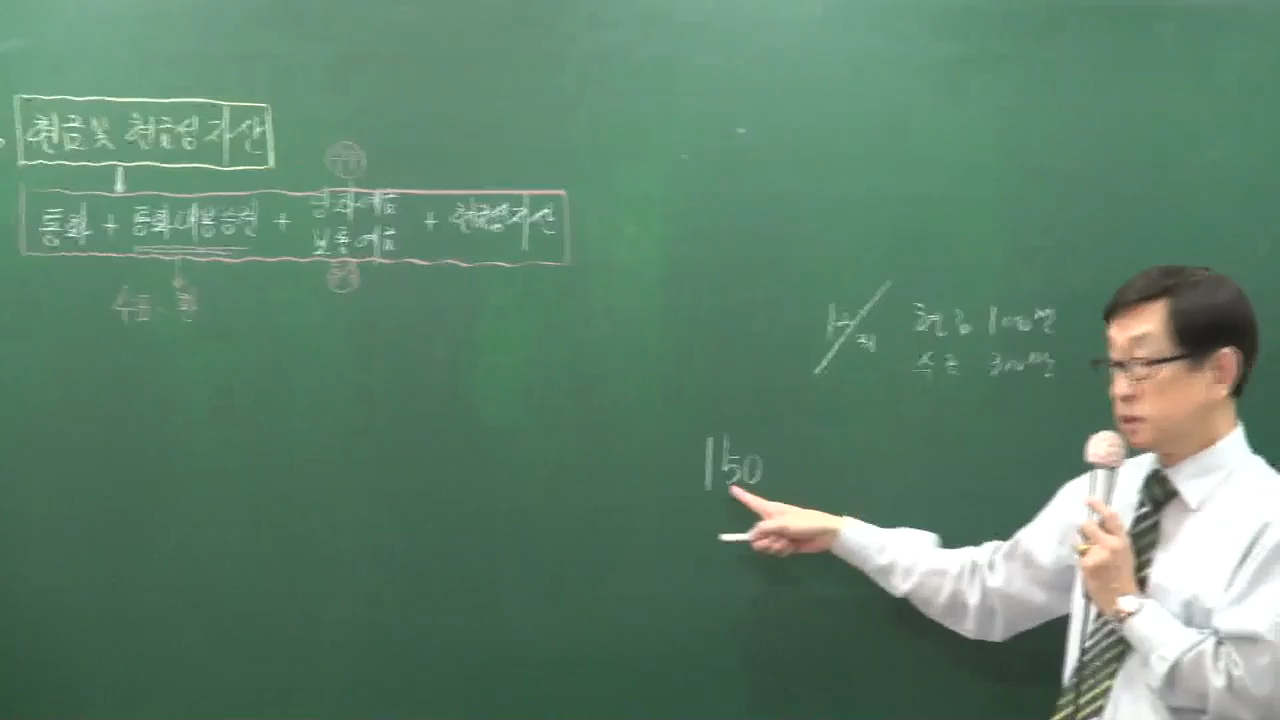 현금및 현금성자산
통화 + 통화대용증권 + 당좌예금 + 현금성자산
보통예금
수표
현금 100만
수표 300만
150